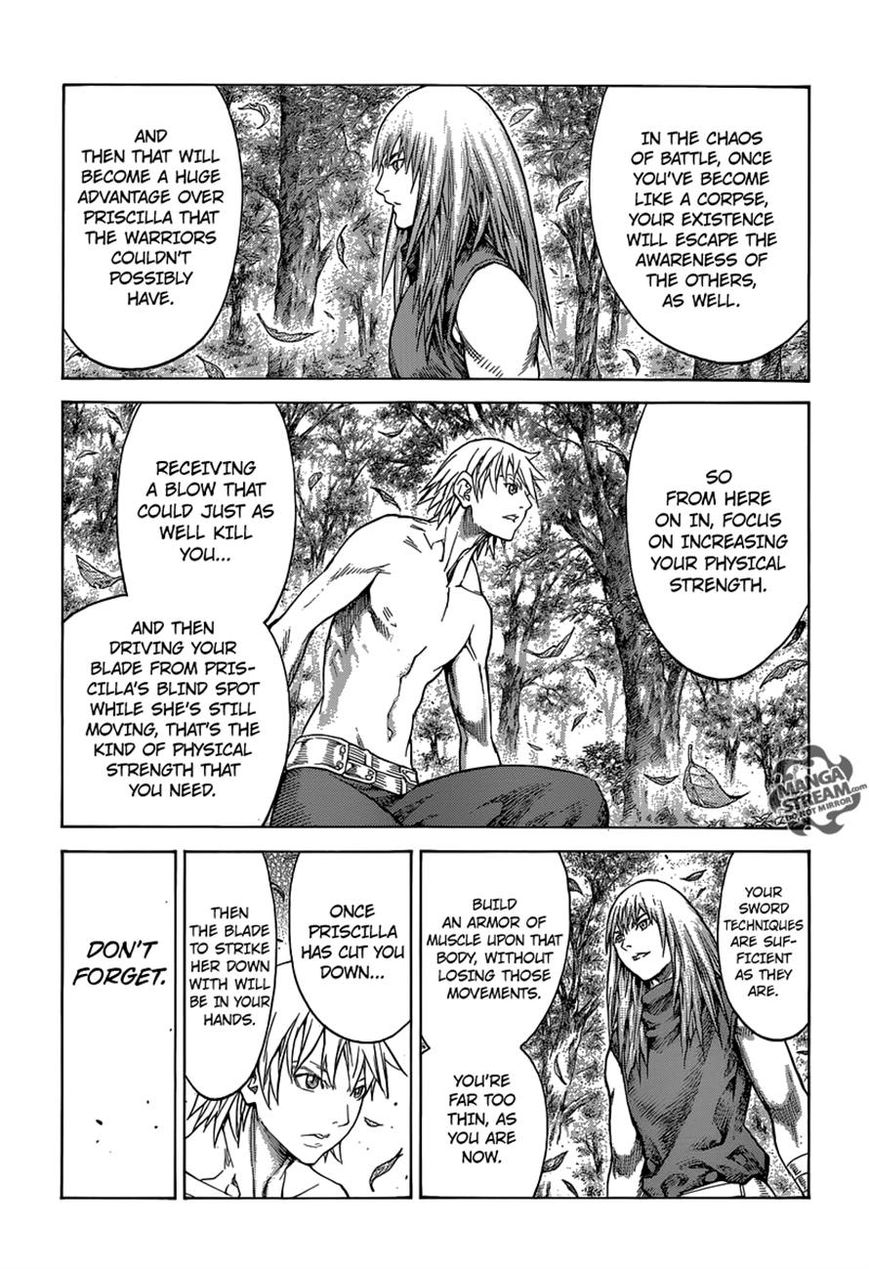 IN THE CHAOS
OF BATTLE, ONCE
YOU'VE BECOME
LIKE A CORPSE,
YOUR EXISTENCE
WILL ESCAPE THE
AWARENESS OF
THE OTHERS,
AS WELL.
AND
THEN THAT WILL
BECOME A HUGE
ADVANTAGE OVER
PRISCILLA THAT
THE WARRIORS
COULDN'T
POSSIBLY
HAVE.
SO
FROM HERE
ON IN, FOCUS
ON INCREASING
YOUR PHYSICAL
STRENGTH.
RECEIVING
A BLOW THAT
COULD JUST AS
WELL KILL
YOU...
AND THEN
DRIVING YOUR
BLADE FROM PRIS-
CILLA'S BLIND SPOT
WHILE SHE'S STILL
MOVING, THAT'S THE
KIND OF PHYSICAL
STRENGTH THAT
YOU NEED.
MANGA
STREAM.com
DO NOT MIRROR
YOUR
SWORD
TECHNIQUES
ARE SUF-
FICIENT
AS THEY
ARE.
BUILD
AN ARMOR OF
MUSCLE UPON THAT
BODY, WITHOUT
LOSING THOSE
MOVEMENTS.
YOU'RE
FAR TOO
THIN, AS
YOU ARE
NOW.
ONCE
PRISCILLA
HAS CUT YOU
DOWN...
THEN
THE BLADE
TO STRIKE
HER DOWN
WITH WILL
BE IN YOUR
HANDS.
DON'T
FORGET.